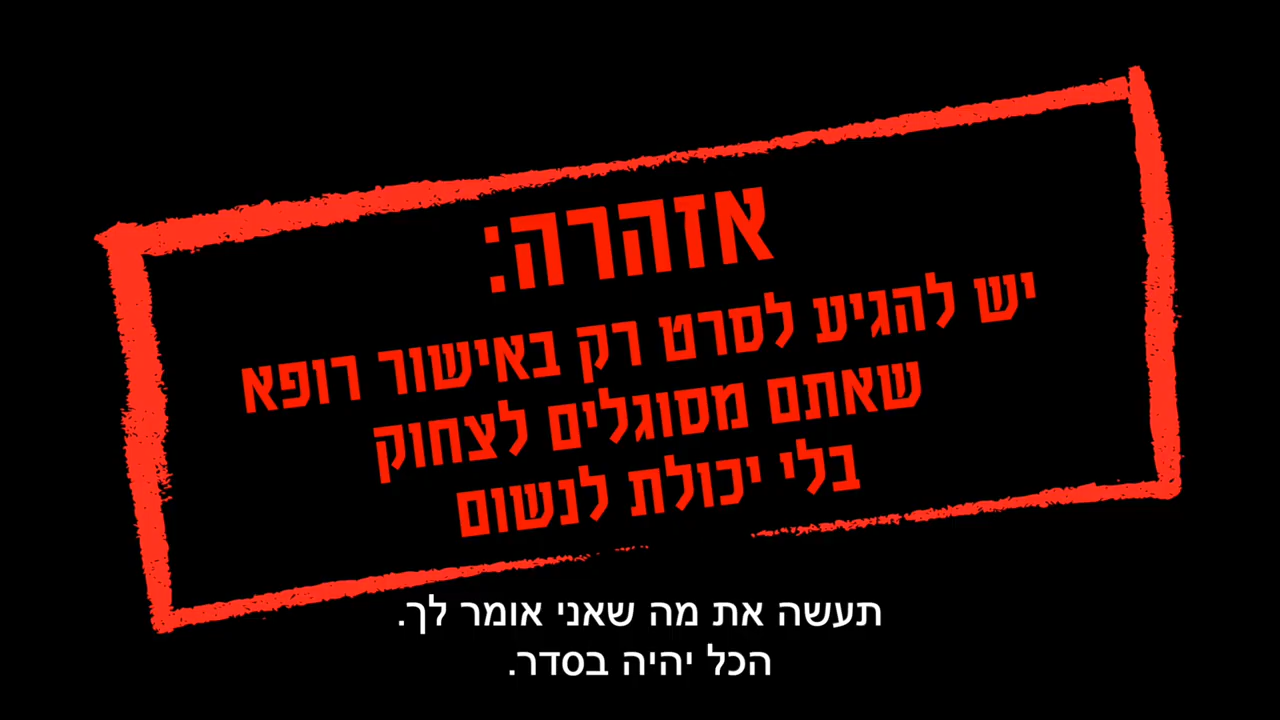 אזהרה:
יש להגיע לסרט רק באישור רופא
שאתם מסוגלים לצחוק
בלי יכולת לנשום
תעשה את מה שאני אומר לך.
הכל יהיה בסדר.